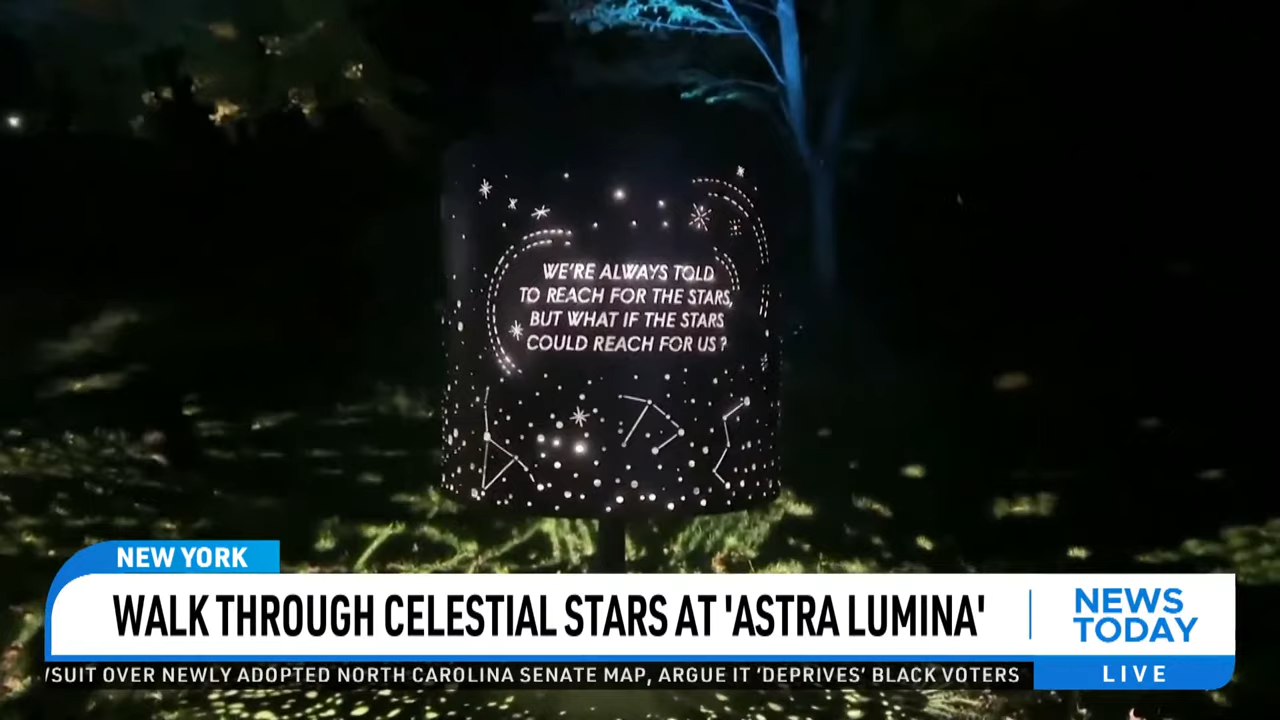 WE'RE ALWAYS TOLD
TO REACH FOR THE STARS,
BUT WHAT IF THE STARS
COULD REACH FOR US?
NEW YORK
WALK THROUGH CELESTIAL STARS AT 'ASTRA LUMINA'
NEWS
TODAY
SUIT OVER NEWLY ADOPTED NORTH CAROLINA SENATE MAP, ARGUE IT 'DEPRIVES' BLACK VOTERS
LIVE